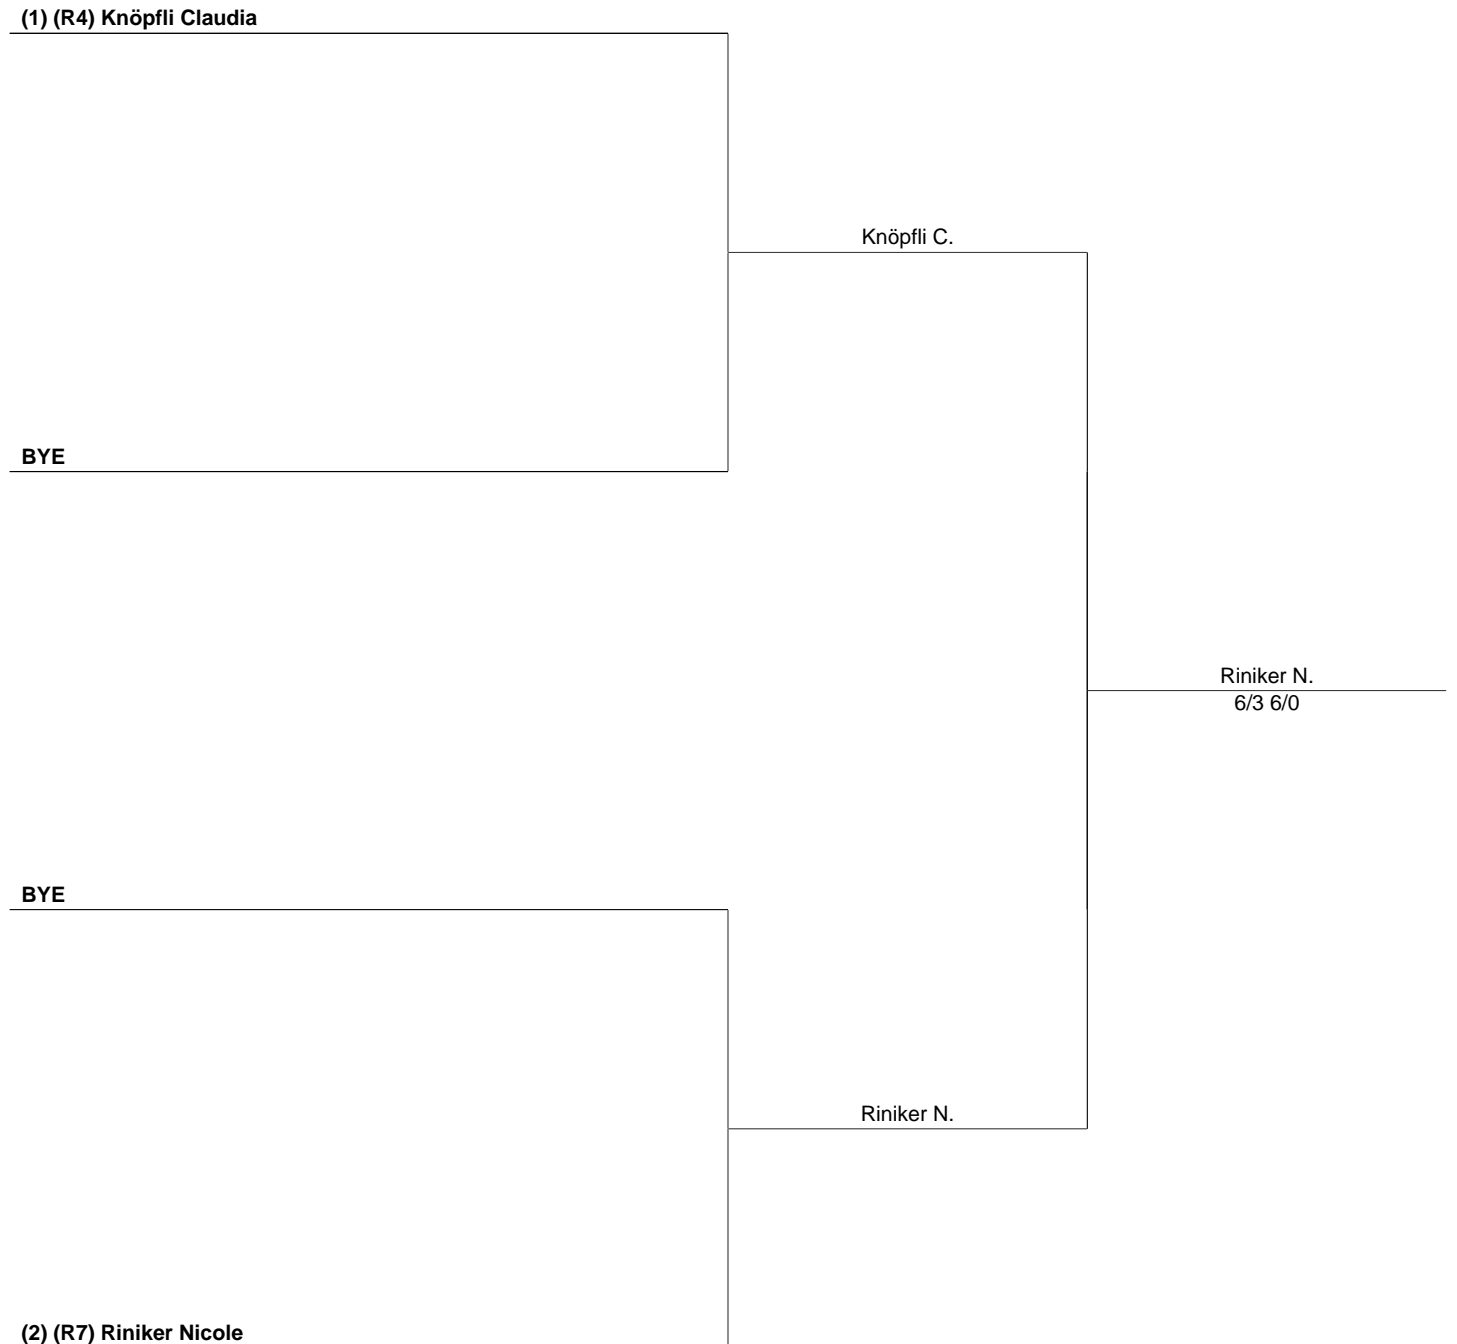 (1) (R4) Knöpfli Claudia
Knöpfli C.
BYE
Riniker N.
6/3 6/0
BYE
Riniker N.
(2) (R7) Riniker Nicole